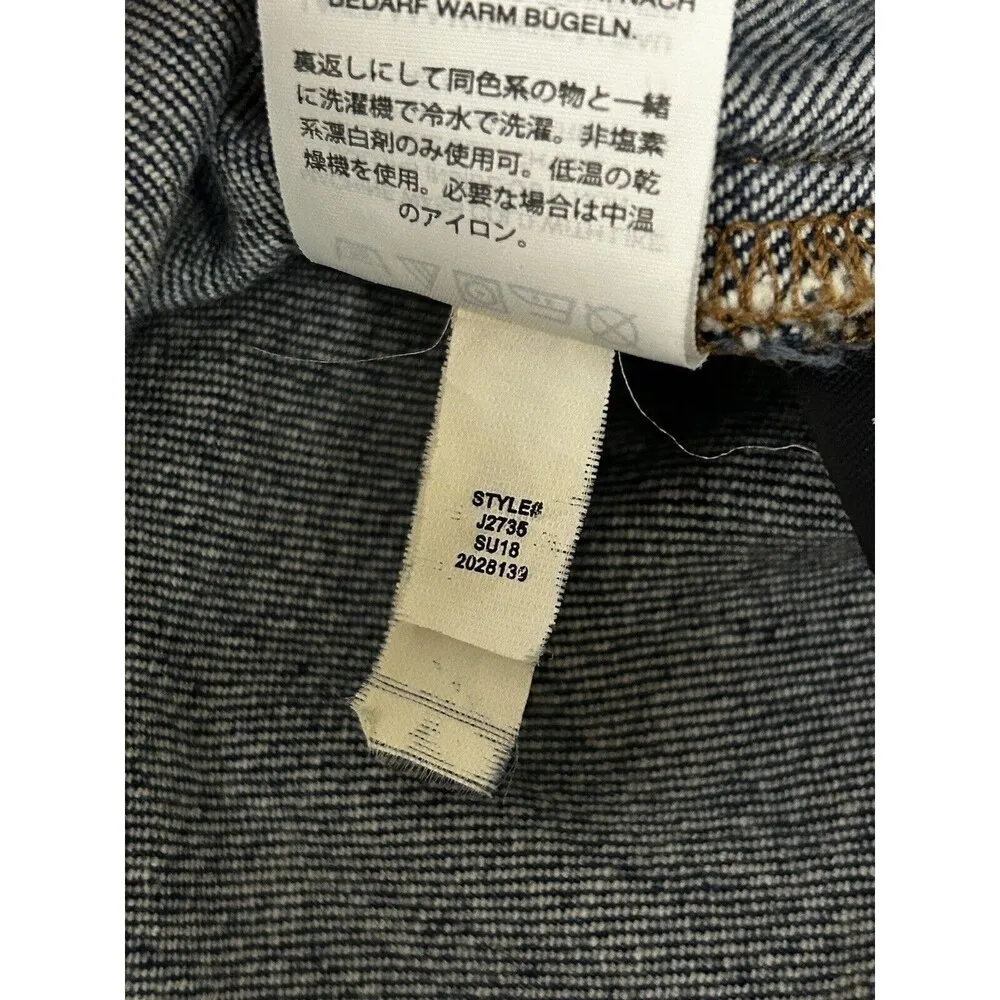 NACH
BEDARF WARM BÜGELN.
裏返しにして同色系の物と一緒
に洗濯機で冷水で洗濯。非塩素
系漂白剤のみ使用可。低温の乾
燥機を使用。必要な場合は中温
のアイロン。
STYLE#
J2735
SU18
2028139